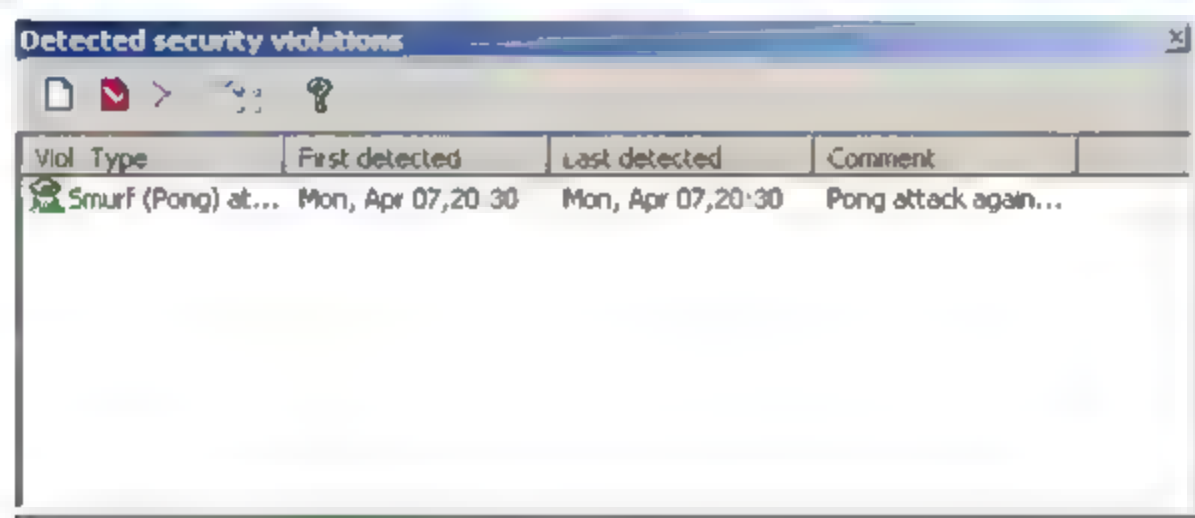 Detected security violations
Viol Type First detected Last detected Comment
Smurf (Pong) at... Mon, Apr 07,20:30 Mon, Apr 07,20:30 Pong attack again...